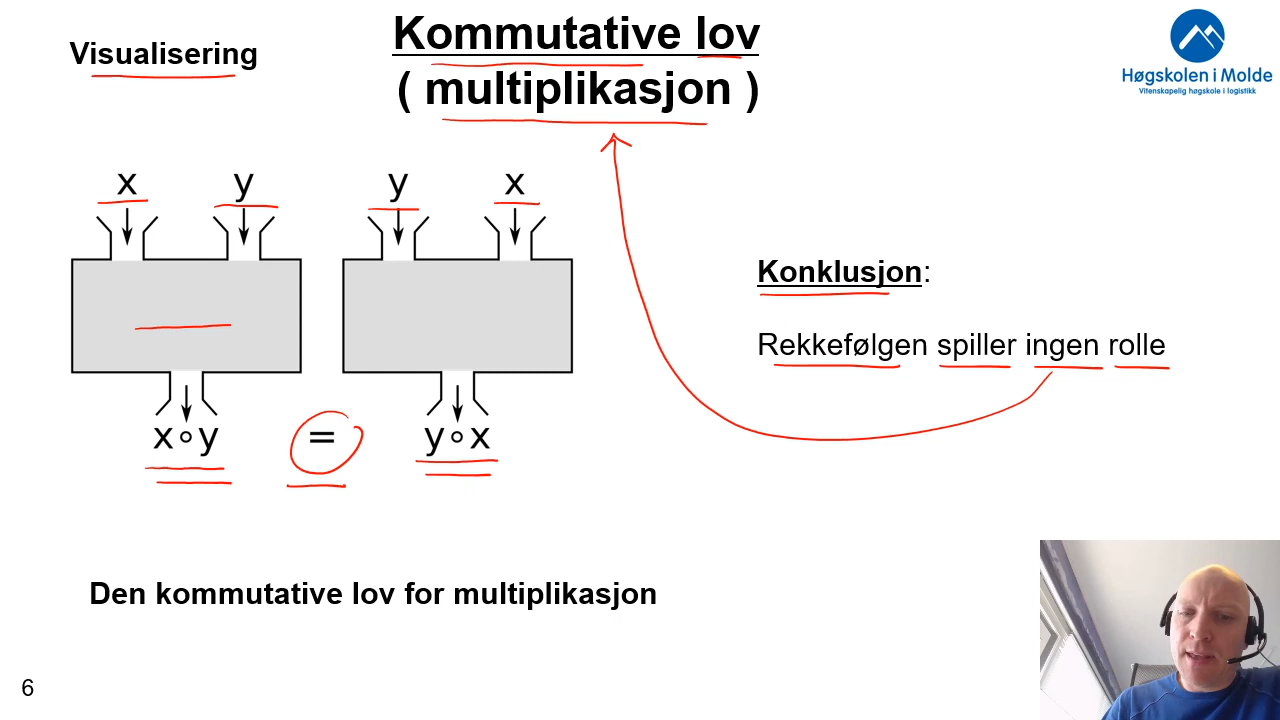 Visualisering
Kommutative lov
( multiplikasjon )
Høgskolen i Molde
Vitenskapelig høgskole i logistikk
x y y x
x∘y = y∘x
Konklusjon:
Rekkefølgen spiller ingen rolle
Den kommutative lov for multiplikasjon
6